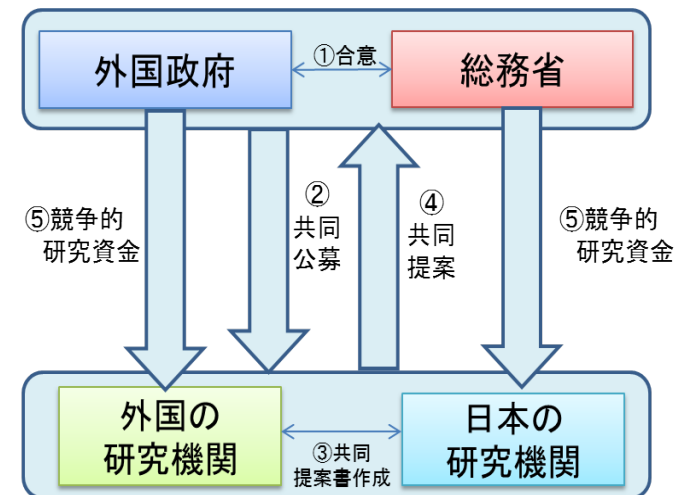 外国政府
①合意
総務省
⑤競争的
研究資金
②
共同
公募
④
共同
提案
⑤競争的
研究資金
外国の
研究機関
③共同
提案書作成
日本の
研究機関